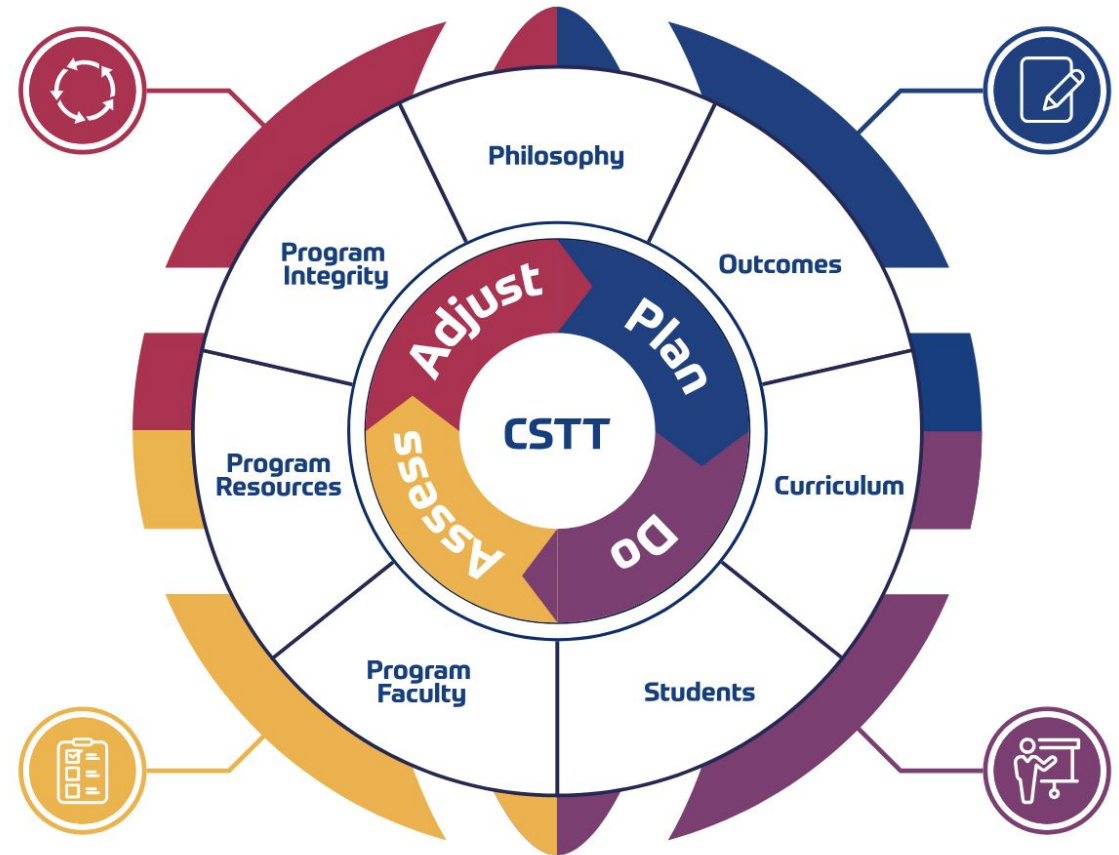 Philosophy
Outcomes
Curriculum
Students
Program
Faculty
Program
Resources
Program
Integrity
Plan
Do
Assess
Adjust
CSTT